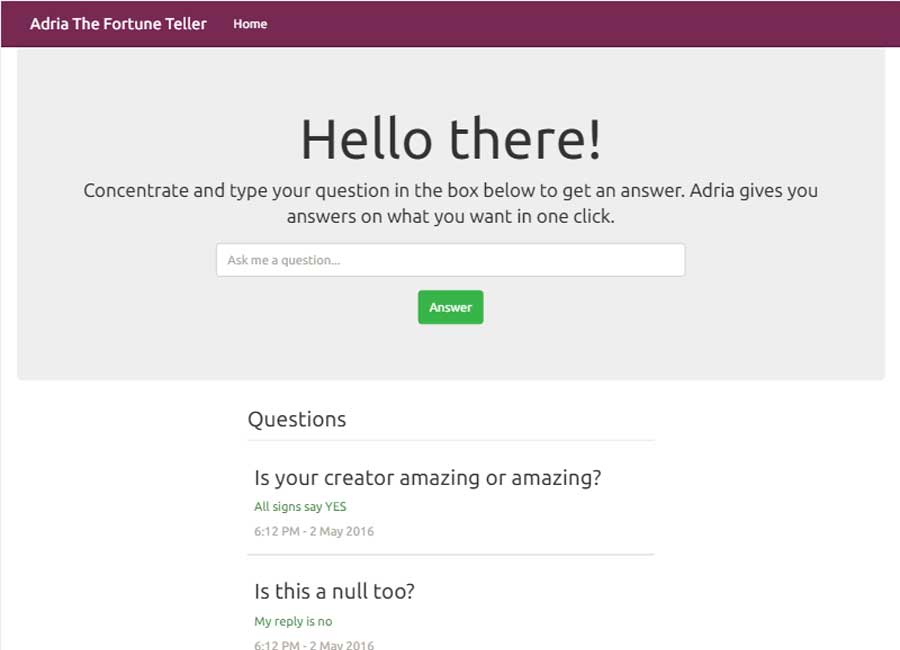 Adria The Fortune Teller Home
Hello there!
Concentrate and type your question in the box below to get an answer. Adria gives you
answers on what you want in one click.
Ask me a question...
Answer
Questions
Is your creator amazing or amazing?
All signs say YES
6:12 PM - 2 May 2016
Is this a null too?
My reply is no
6:12 PM - 2 May 2016